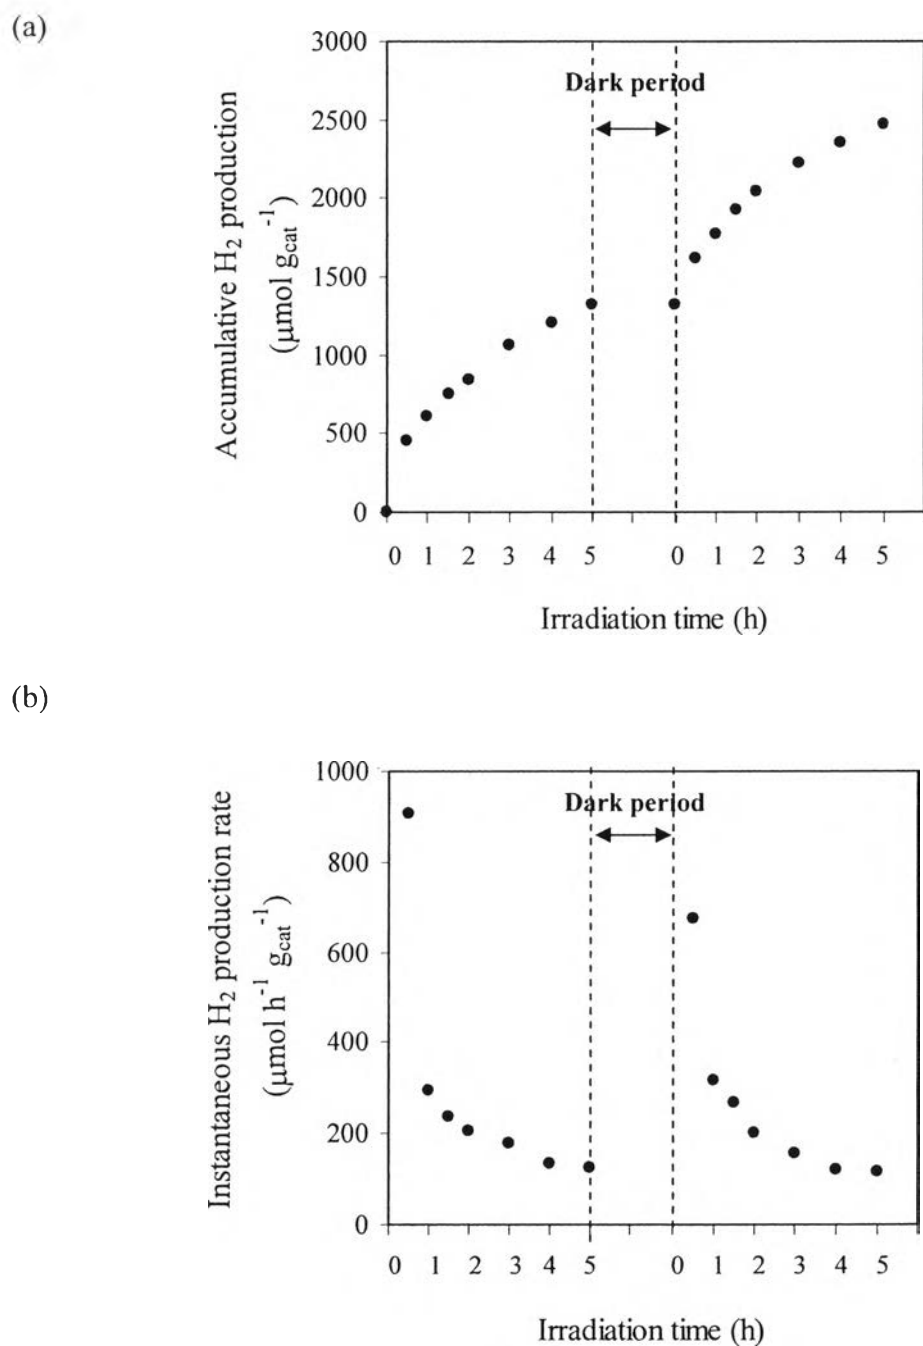 (a)
3000
Dark period
2500
2000
1500
1000
500
0
Accumulative H₂ production
(μmol g_cat⁻¹)
0 1 2 3 4 5 0 1 2 3 4 5
Irradiation time (h)
(b)
1000
Dark period
800
600
400
200
0
Instantaneous H₂ production rate
(μmol h⁻¹ g_cat⁻¹)
0 1 2 3 4 5 0 1 2 3 4 5
Irradiation time (h)